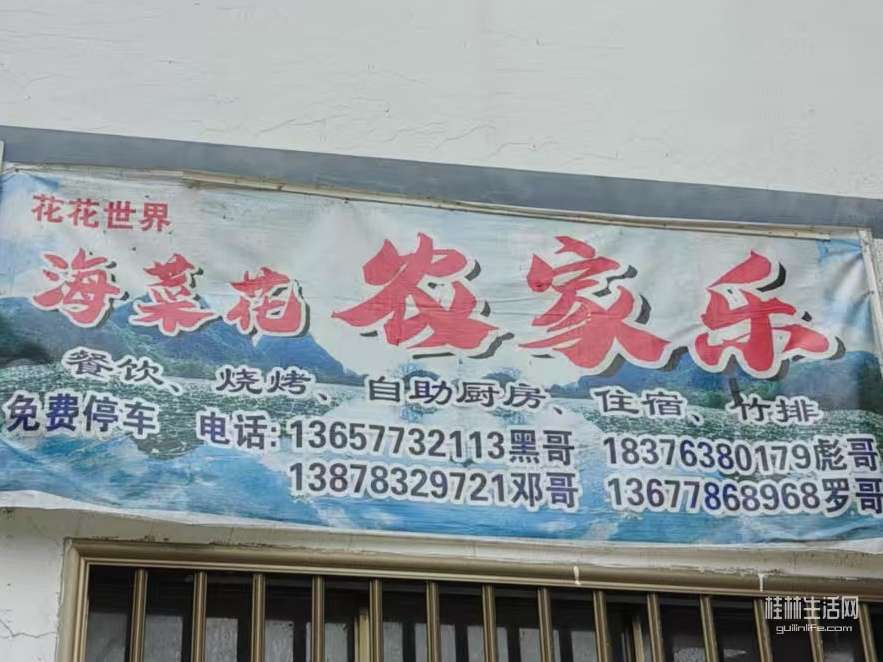 花花世界
海菜花 农家乐
餐饮、烧烤、自助厨房、住宿、竹排
免费停车 电话:13657732113黑哥 18376380179彪哥
13878329721邓哥 13677868968罗哥
桂林生活网
guilinlife.com